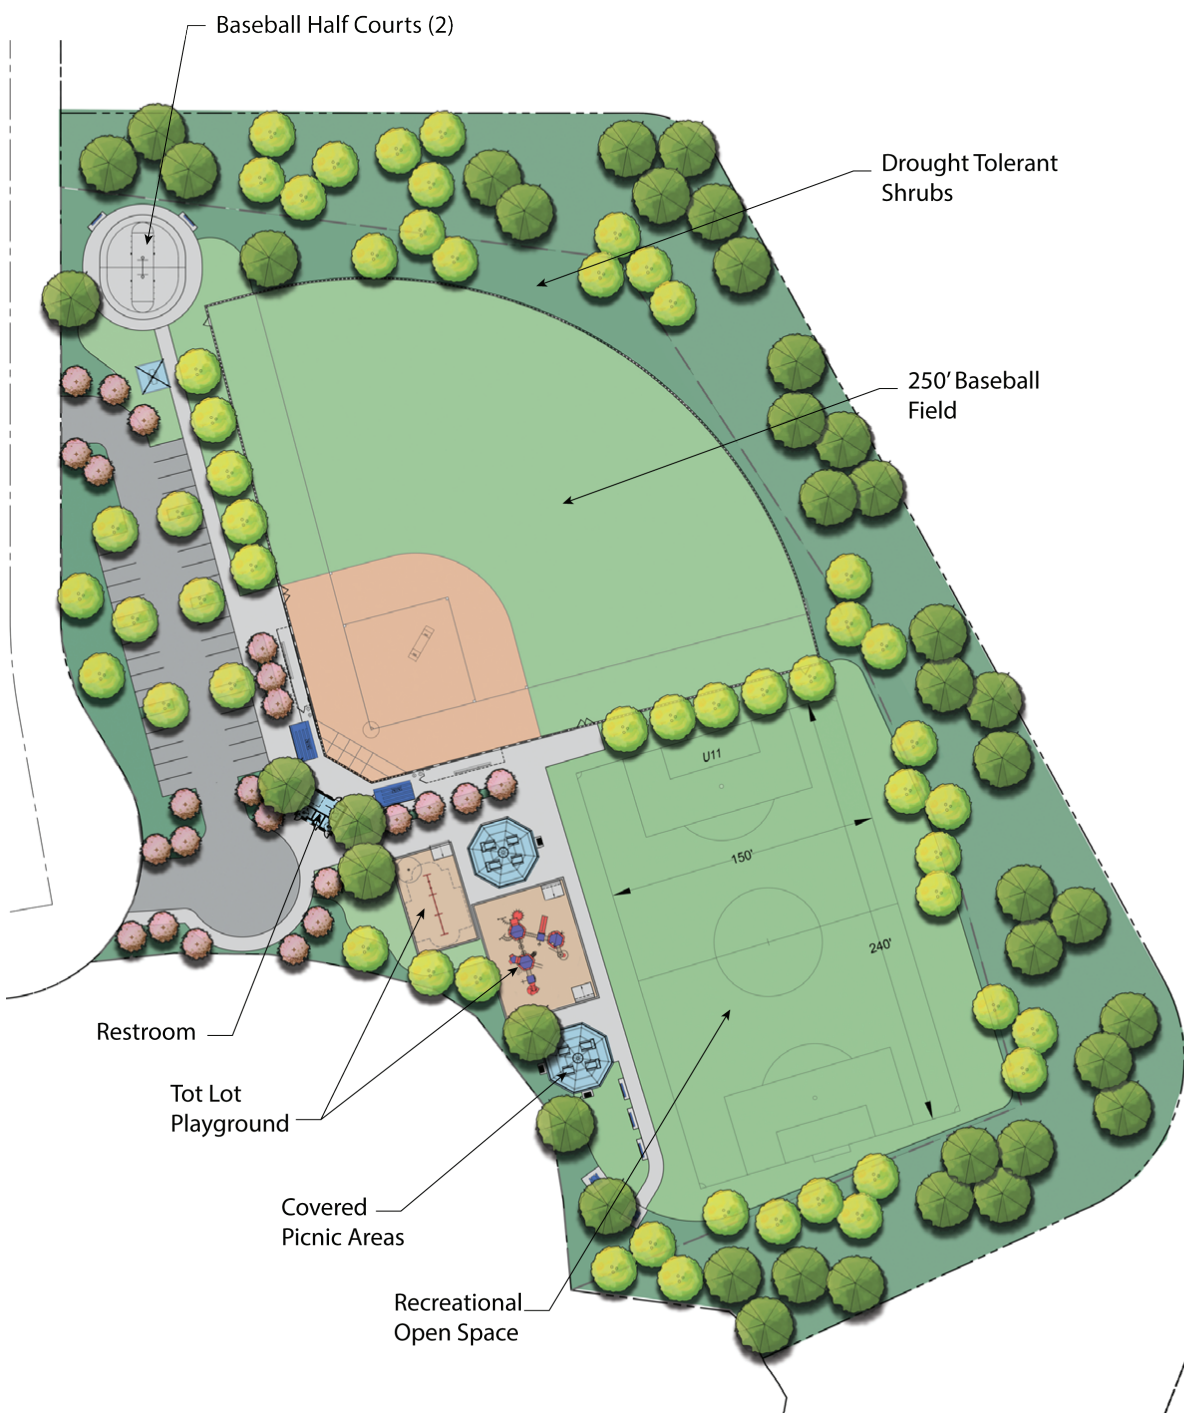 Baseball Half Courts (2)
Drought Tolerant
Shrubs
250’ Baseball
Field
U11
150'
240'
Restroom
Tot Lot
Playground
Covered
Picnic Areas
Recreational
Open Space